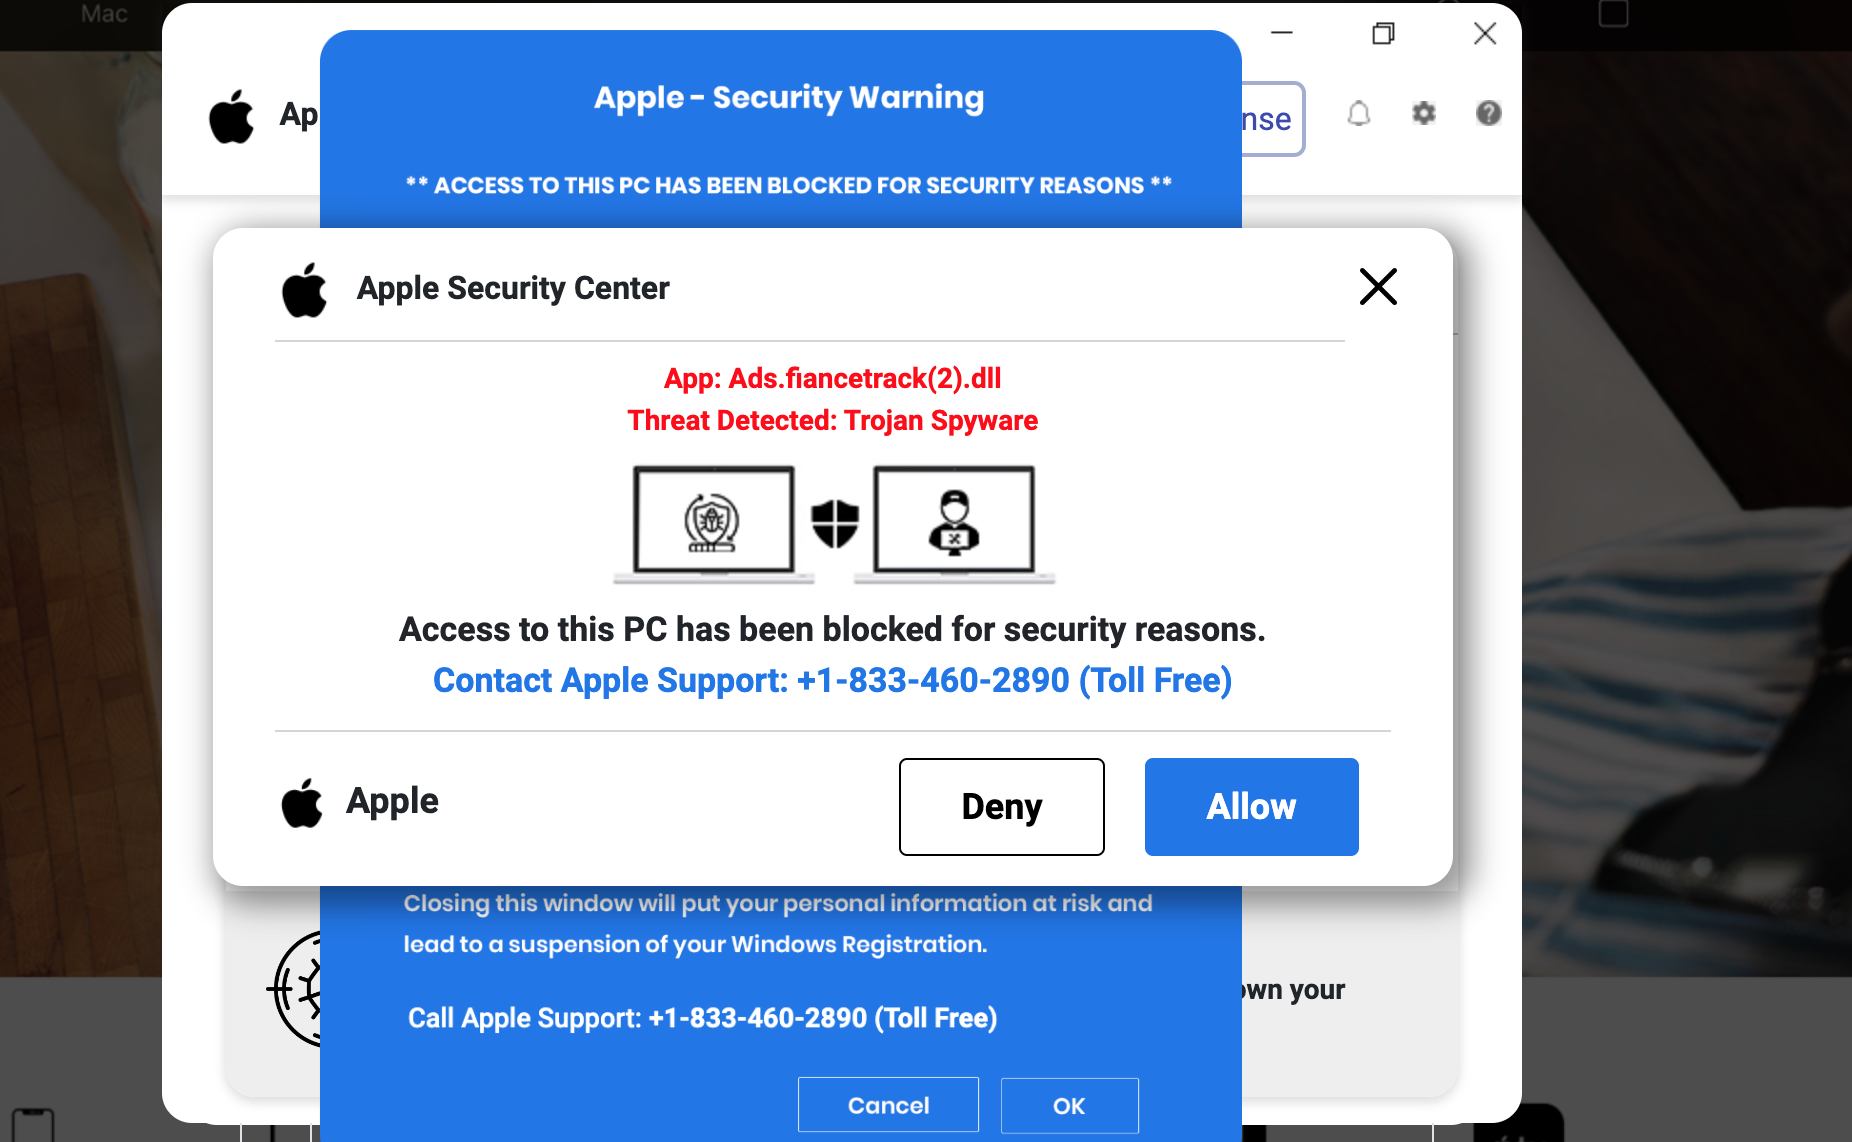 Mac
Ap
nse
Apple - Security Warning
** ACCESS TO THIS PC HAS BEEN BLOCKED FOR SECURITY REASONS **
Apple Security Center
App: Ads.fiancetrack(2).dll
Threat Detected: Trojan Spyware
Access to this PC has been blocked for security reasons.
Contact Apple Support: +1-833-460-2890 (Toll Free)
Apple
Deny
Allow
Closing this window will put your personal information at risk and
lead to a suspension of your Windows Registration.
own your
Call Apple Support: +1-833-460-2890 (Toll Free)
Cancel
OK